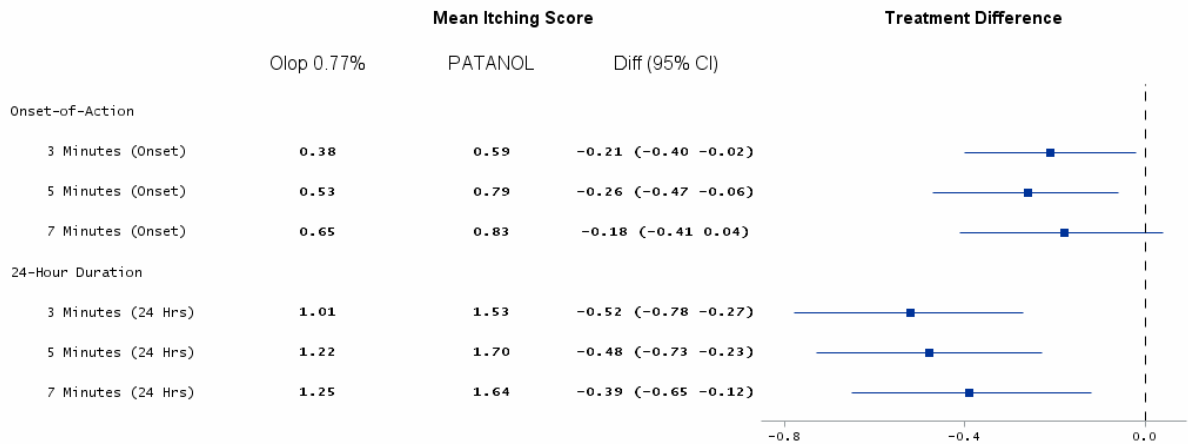 Mean Itching Score Treatment Difference
Olop 0.77% PATANOL Diff (95% CI)
Onset-of-Action
3 Minutes (Onset) 0.38 0.59 -0.21 (-0.40 -0.02)
5 Minutes (Onset) 0.53 0.79 -0.26 (-0.47 -0.06)
7 Minutes (Onset) 0.65 0.83 -0.18 (-0.41 0.04)
24-Hour Duration
3 Minutes (24 Hrs) 1.01 1.53 -0.52 (-0.78 -0.27)
5 Minutes (24 Hrs) 1.22 1.70 -0.48 (-0.73 -0.23)
7 Minutes (24 Hrs) 1.25 1.64 -0.39 (-0.65 -0.12)
-0.8 -0.4 0.0